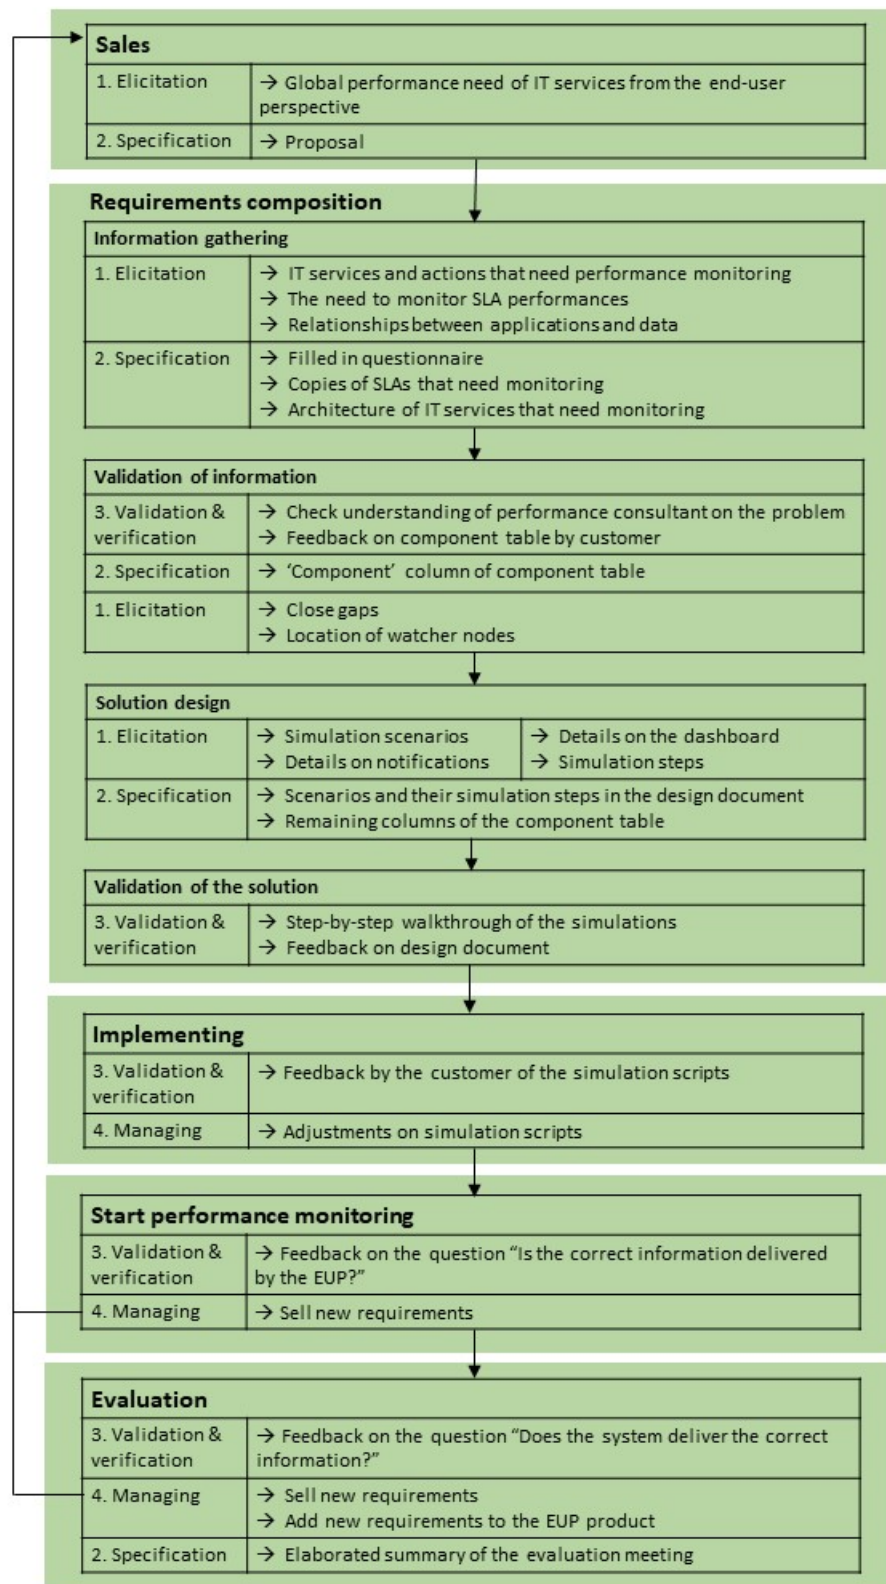 Sales
1. Elicitation → Global performance need of IT services from the end-user
perspective
2. Specification → Proposal
Requirements composition
Information gathering
1. Elicitation → IT services and actions that need performance monitoring
→ The need to monitor SLA performances
→ Relationships between applications and data
2. Specification → Filled in questionnaire
→ Copies of SLAs that need monitoring
→ Architecture of IT services that need monitoring
Validation of information
3. Validation & → Check understanding of performance consultant on the problem
verification → Feedback on component table by customer
2. Specification → ‘Component’ column of component table
1. Elicitation → Close gaps
→ Location of watcher nodes
Solution design
1. Elicitation → Simulation scenarios → Details on the dashboard
→ Details on notifications → Simulation steps
2. Specification → Scenarios and their simulation steps in the design document
→ Remaining columns of the component table
Validation of the solution
3. Validation & → Step-by-step walkthrough of the simulations
verification → Feedback on design document
Implementing
3. Validation & → Feedback by the customer of the simulation scripts
verification
4. Managing → Adjustments on simulation scripts
Start performance monitoring
3. Validation & → Feedback on the question “Is the correct information delivered
verification by the EUP?”
4. Managing → Sell new requirements
Evaluation
3. Validation & → Feedback on the question “Does the system deliver the correct
verification information?”
4. Managing → Sell new requirements
→ Add new requirements to the EUP product
2. Specification → Elaborated summary of the evaluation meeting